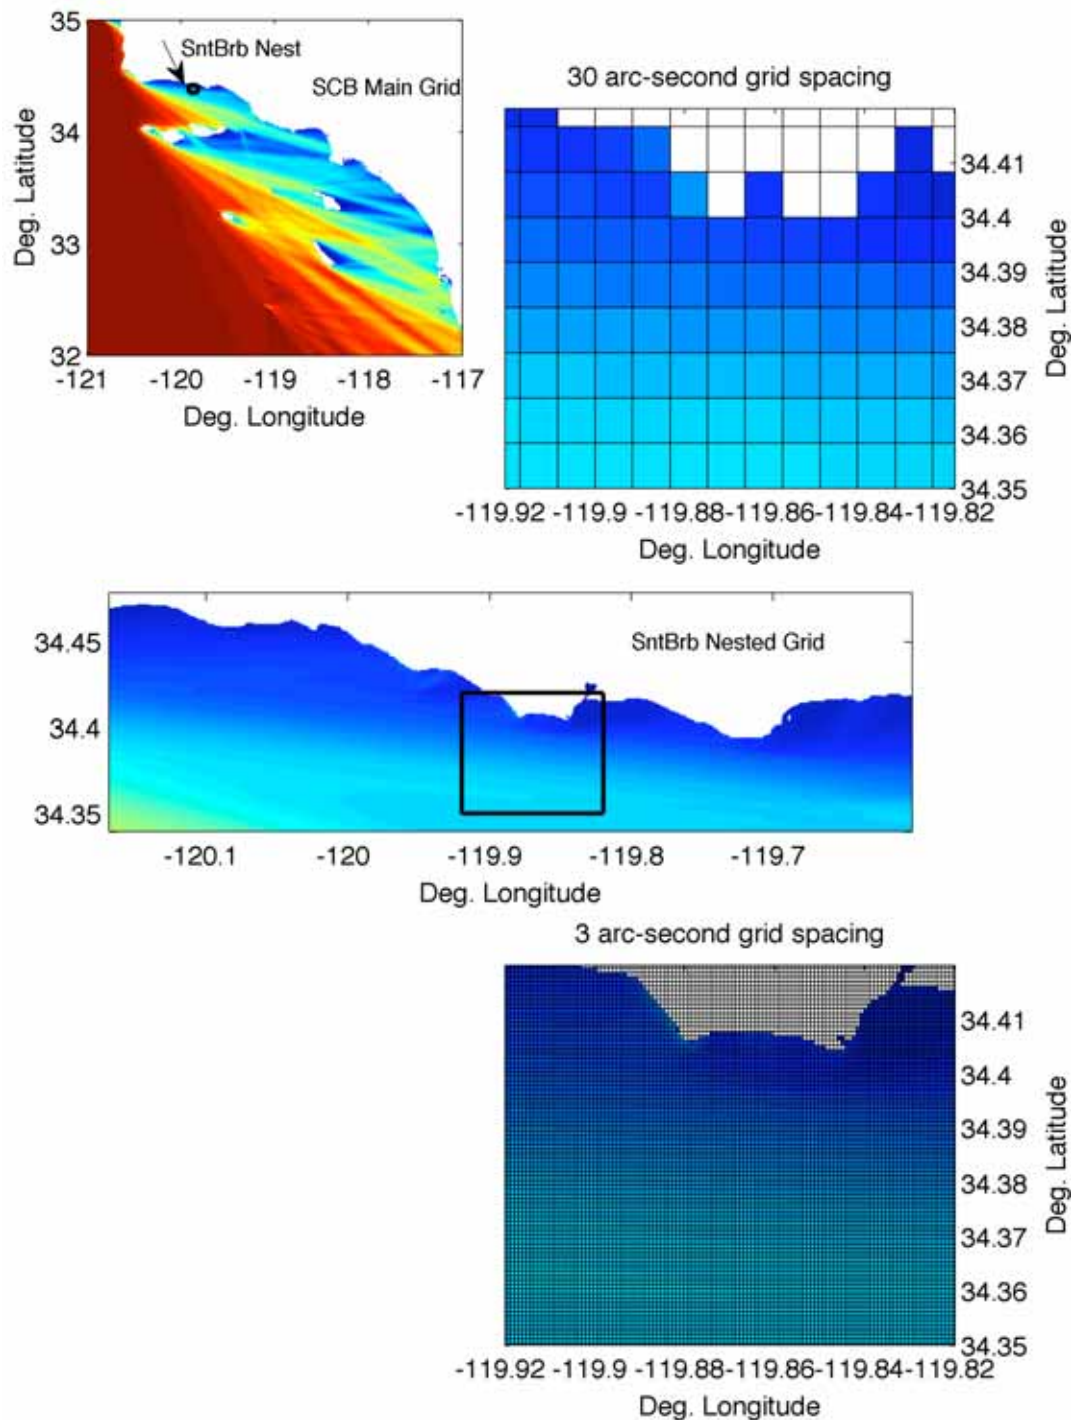 35
SntBrb Nest
SCB Main Grid
34
33
32
Deg. Latitude
-121 -120 -119 -118 -117
Deg. Longitude
30 arc-second grid spacing
34.41
34.4
34.39
34.38
34.37
34.36
34.35
Deg. Latitude
-119.92 -119.9 -119.88 -119.86 -119.84 -119.82
Deg. Longitude
SntBrb Nested Grid
34.45
34.4
34.35
-120.1 -120 -119.9 -119.8 -119.7
Deg. Longitude
3 arc-second grid spacing
34.41
34.4
34.39
34.38
34.37
34.36
34.35
Deg. Latitude
-119.92 -119.9 -119.88 -119.86 -119.84 -119.82
Deg. Longitude